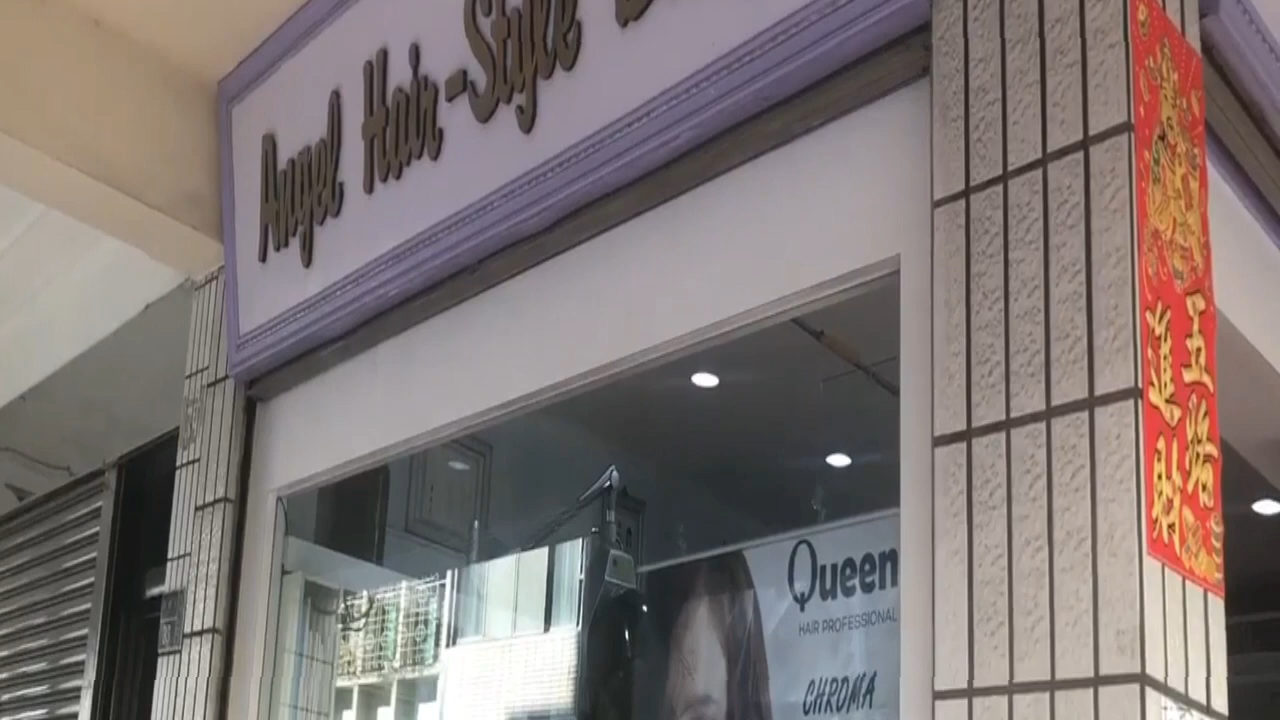 Angel Hair-Style
Queen
HAIR PROFESSIONAL
CHROMA
五路
進財